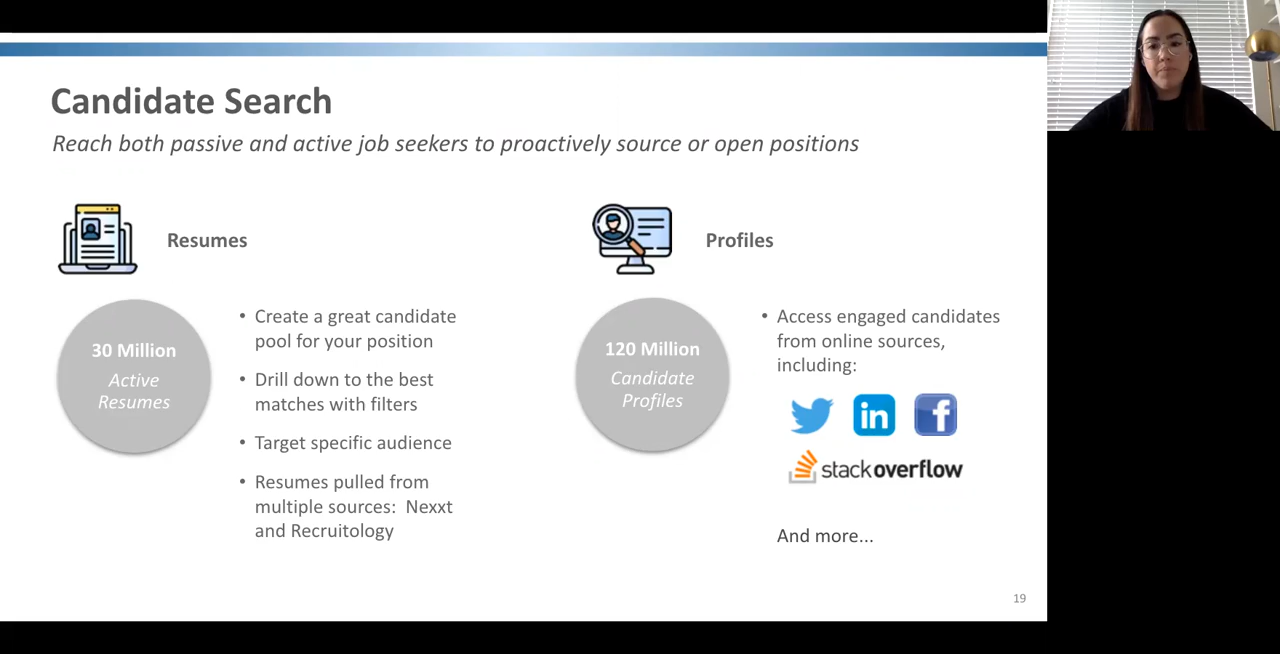 Candidate Search
Reach both passive and active job seekers to proactively source or open positions
Resumes
30 Million
Active
Resumes
• Create a great candidate
pool for your position
• Drill down to the best
matches with filters
• Target specific audience
• Resumes pulled from
multiple sources: Nexxt
and Recruitology
Profiles
120 Million
Candidate
Profiles
• Access engaged candidates
from online sources,
including:
in f
stackoverflow
And more...
19